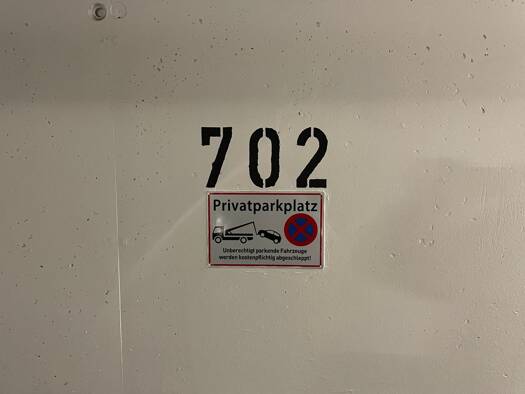 702
Privatparkplatz
Unberechtigt parkende Fahrzeuge
werden kostenpflichtig abgeschleppt!